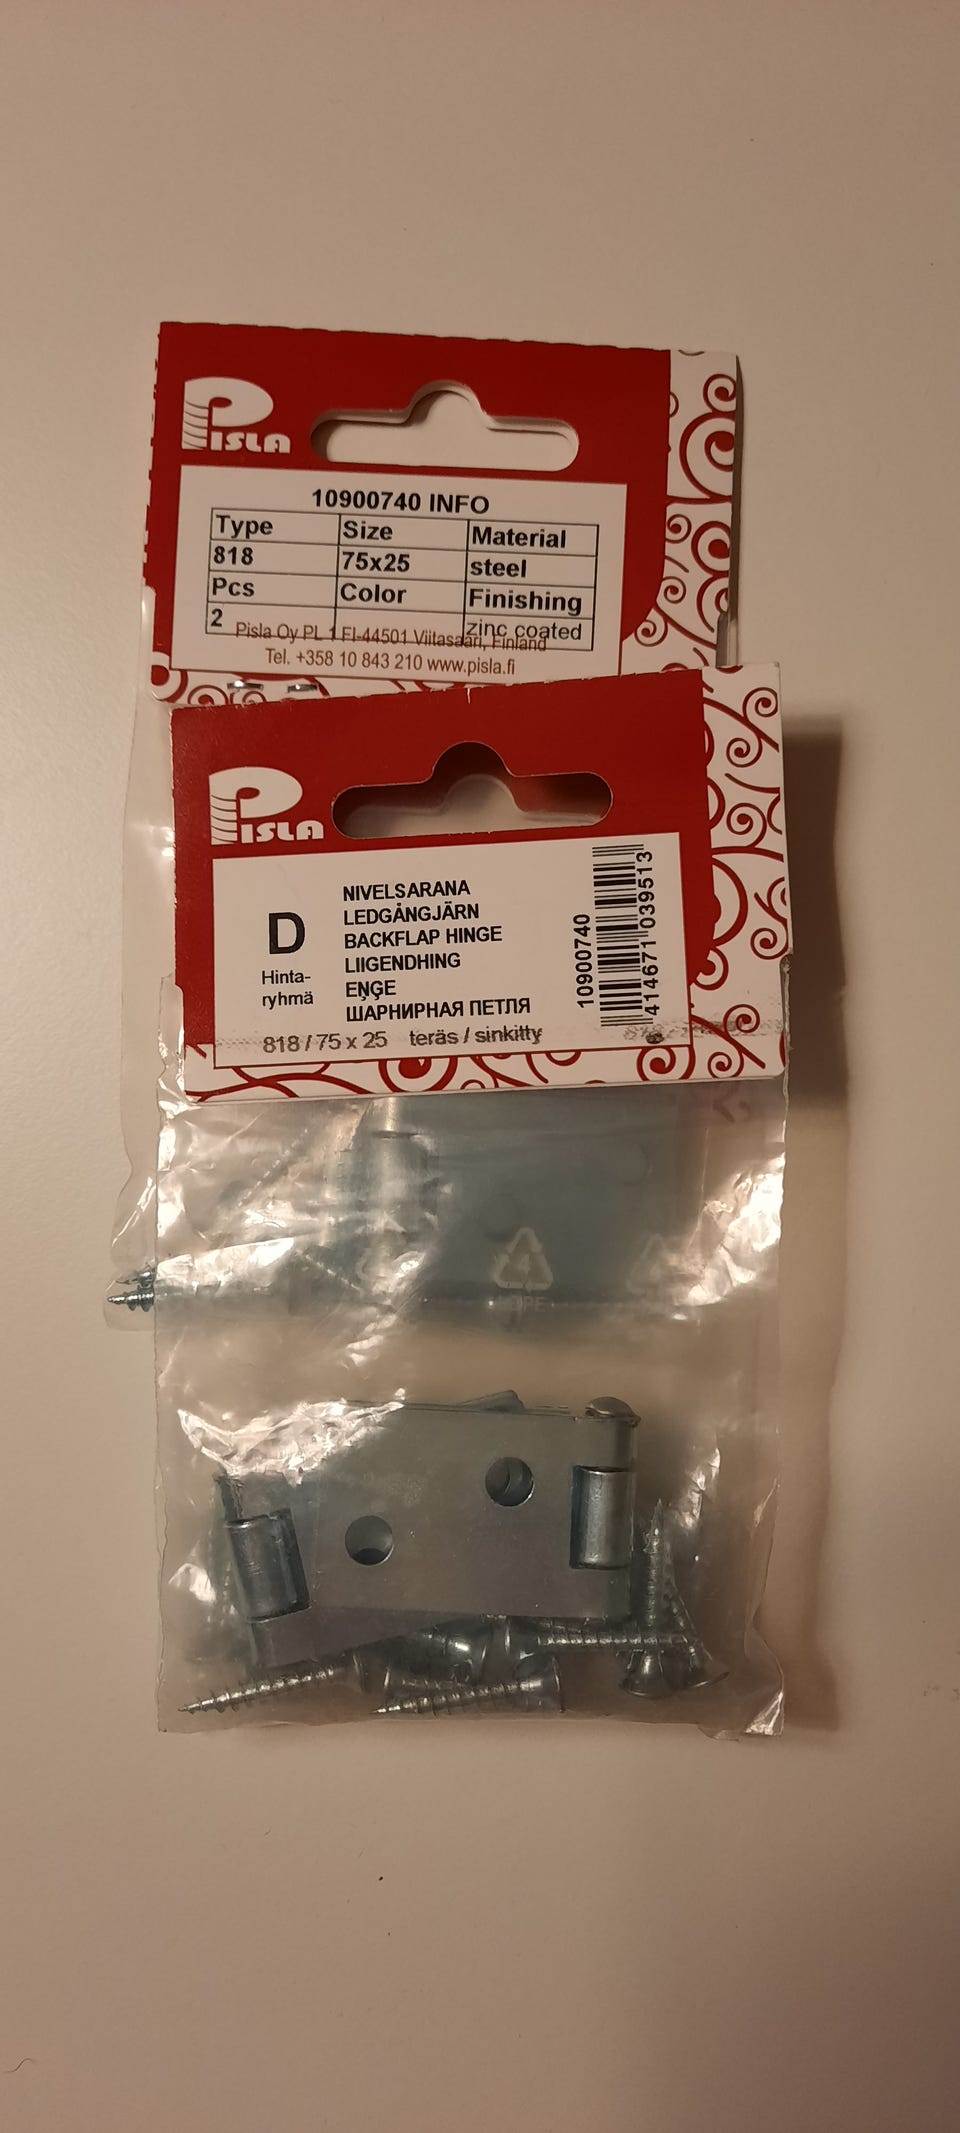 PISLA
10900740 INFO
Type Size Material
818 75x25 steel
Pcs Color Finishing
2 zinc coated
Pisla Oy PL 1 FI-44501 Viitasaari, Finland
Tel. +358 10 843 210 www.pisla.fi
PISLA
D
Hinta-
ryhmä
NIVELSARANA
LEDGÅNGJÄRN
BACKFLAP HINGE
LIIGENDHING
EŅĢE
ШАРНИРНАЯ ПЕТЛЯ
10900740
414671 039513
818 / 75 x 25 teräs / sinkitty
4